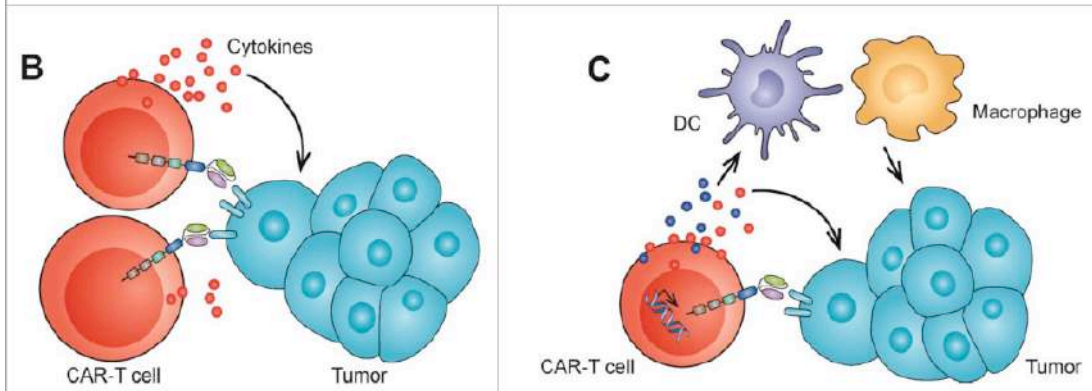 B
Cytokines
CAR-T cell
Tumor
C
DC
Macrophage
CAR-T cell
Tumor